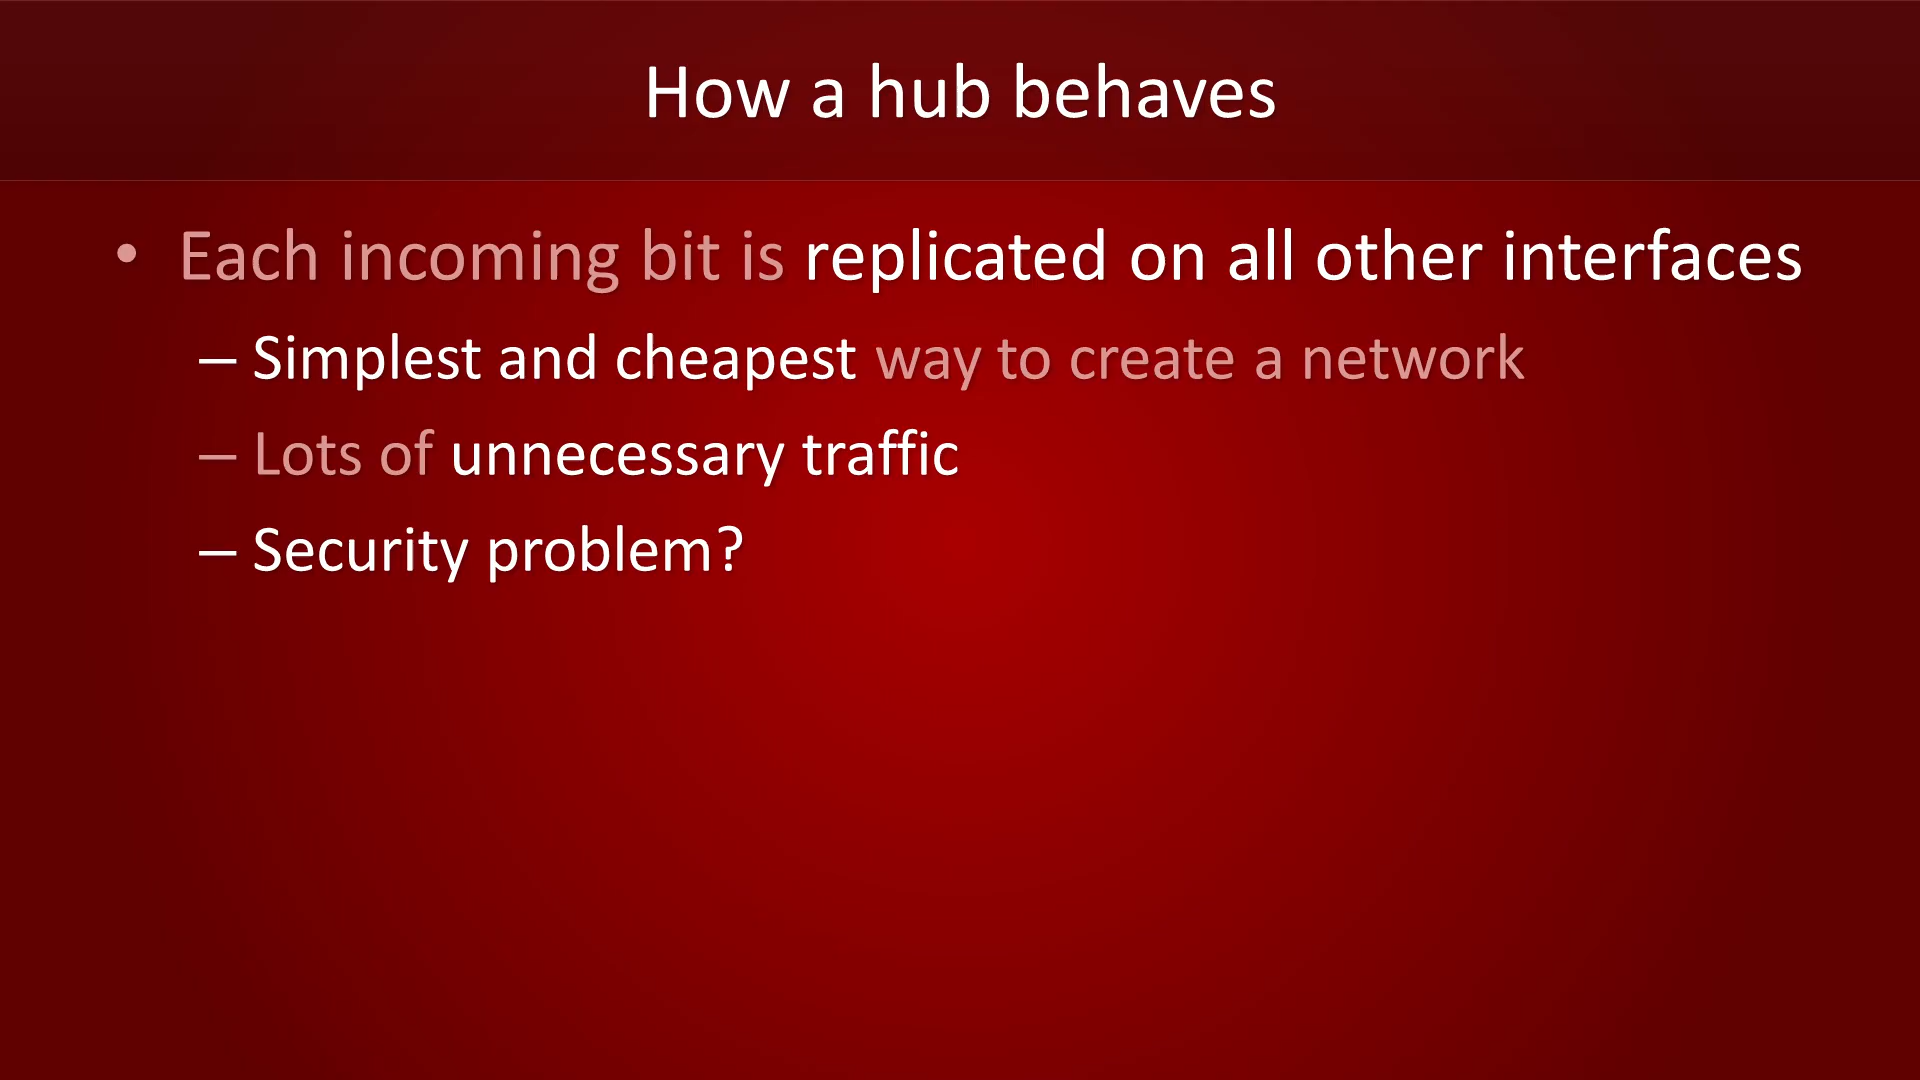 How a hub behaves
• Each incoming bit is replicated on all other interfaces
– Simplest and cheapest way to create a network
– Lots of unnecessary traffic
– Security problem?